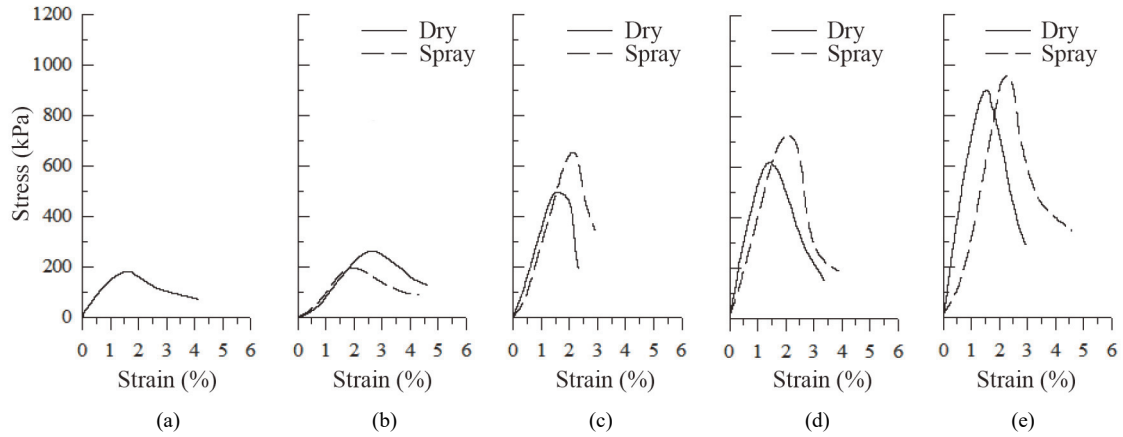 1200
1000
800
600
400
200
0
Stress (kPa)
0 1 2 3 4 5 6
Strain (%)
(a)
Dry
Spray
0 1 2 3 4 5 6
Strain (%)
(b)
Dry
Spray
0 1 2 3 4 5 6
Strain (%)
(c)
Dry
Spray
0 1 2 3 4 5 6
Strain (%)
(d)
Dry
Spray
0 1 2 3 4 5 6
Strain (%)
(e)